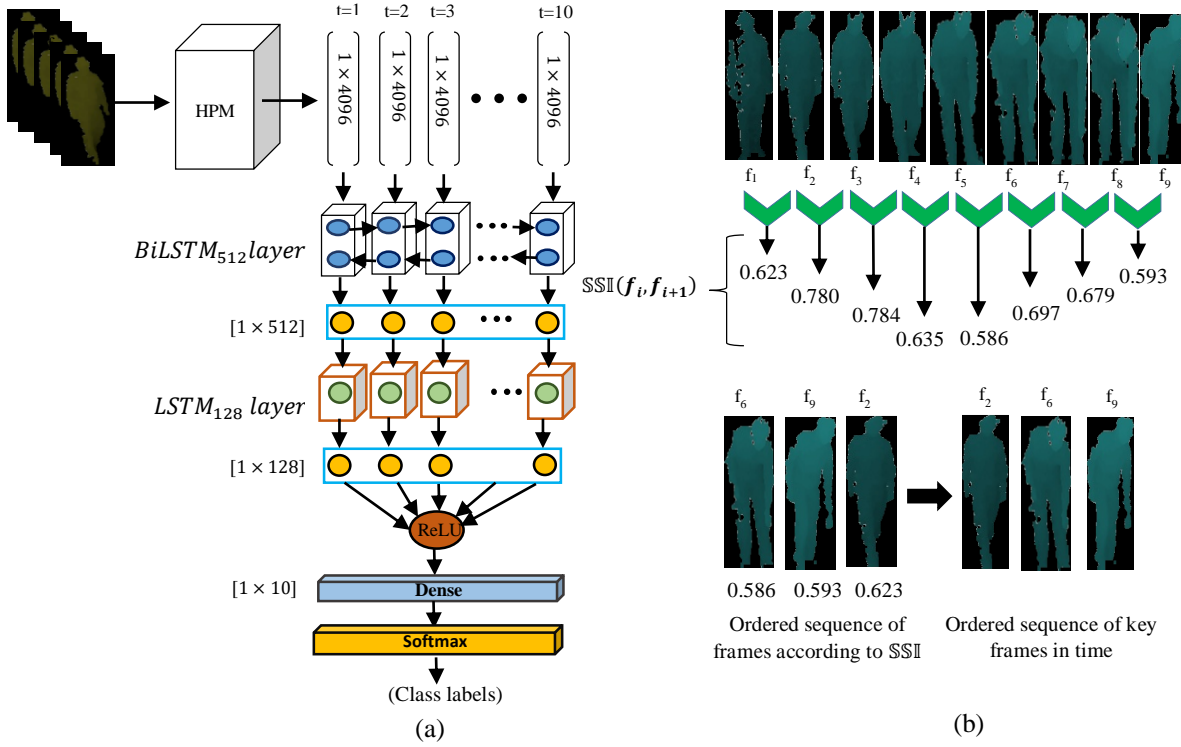 t=1 t=2 t=3 t=10
1 × 4096 1 × 4096 1 × 4096 1 × 4096
HPM
BiLSTM₅₁₂ layer
[1 × 512]
LSTM₁₂₈ layer
[1 × 128]
ReLU
[1 × 10]
Dense
Softmax
(Class labels)
(a)
f₁ f₂ f₃ f₄ f₅ f₆ f₇ f₈ f₉
𝕊𝕊𝕀(fᵢ,fᵢ₊₁)
0.623 0.780 0.784 0.635 0.586 0.697 0.679 0.593
f₆ f₉ f₂
0.586 0.593 0.623
Ordered sequence of
frames according to 𝕊𝕊𝕀
f₂ f₆ f₉
Ordered sequence of key
frames in time
(b)